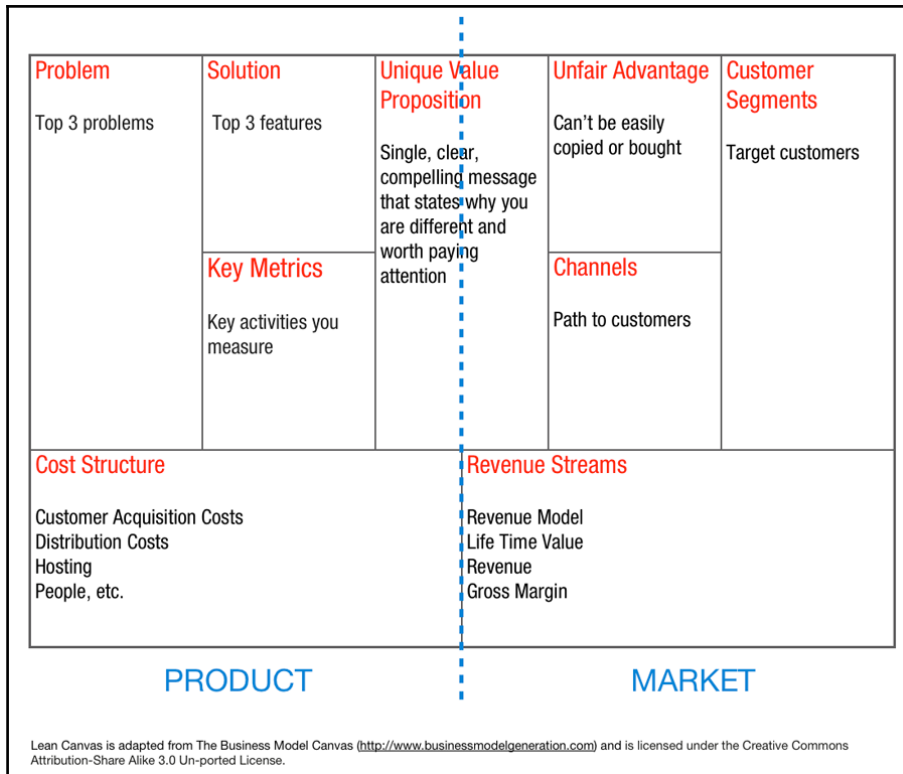 Problem
Top 3 problems
Solution
Top 3 features
Key Metrics
Key activities you
measure
Unique Value
Proposition
Single, clear,
compelling message
that states why you
are different and
worth paying
attention
Unfair Advantage
Can't be easily
copied or bought
Channels
Path to customers
Customer
Segments
Target customers
Cost Structure
Customer Acquisition Costs
Distribution Costs
Hosting
People, etc.
Revenue Streams
Revenue Model
Life Time Value
Revenue
Gross Margin
PRODUCT
MARKET
Lean Canvas is adapted from The Business Model Canvas (http://www.businessmodelgeneration.com) and is licensed under the Creative Commons
Attribution-Share Alike 3.0 Un-ported License.